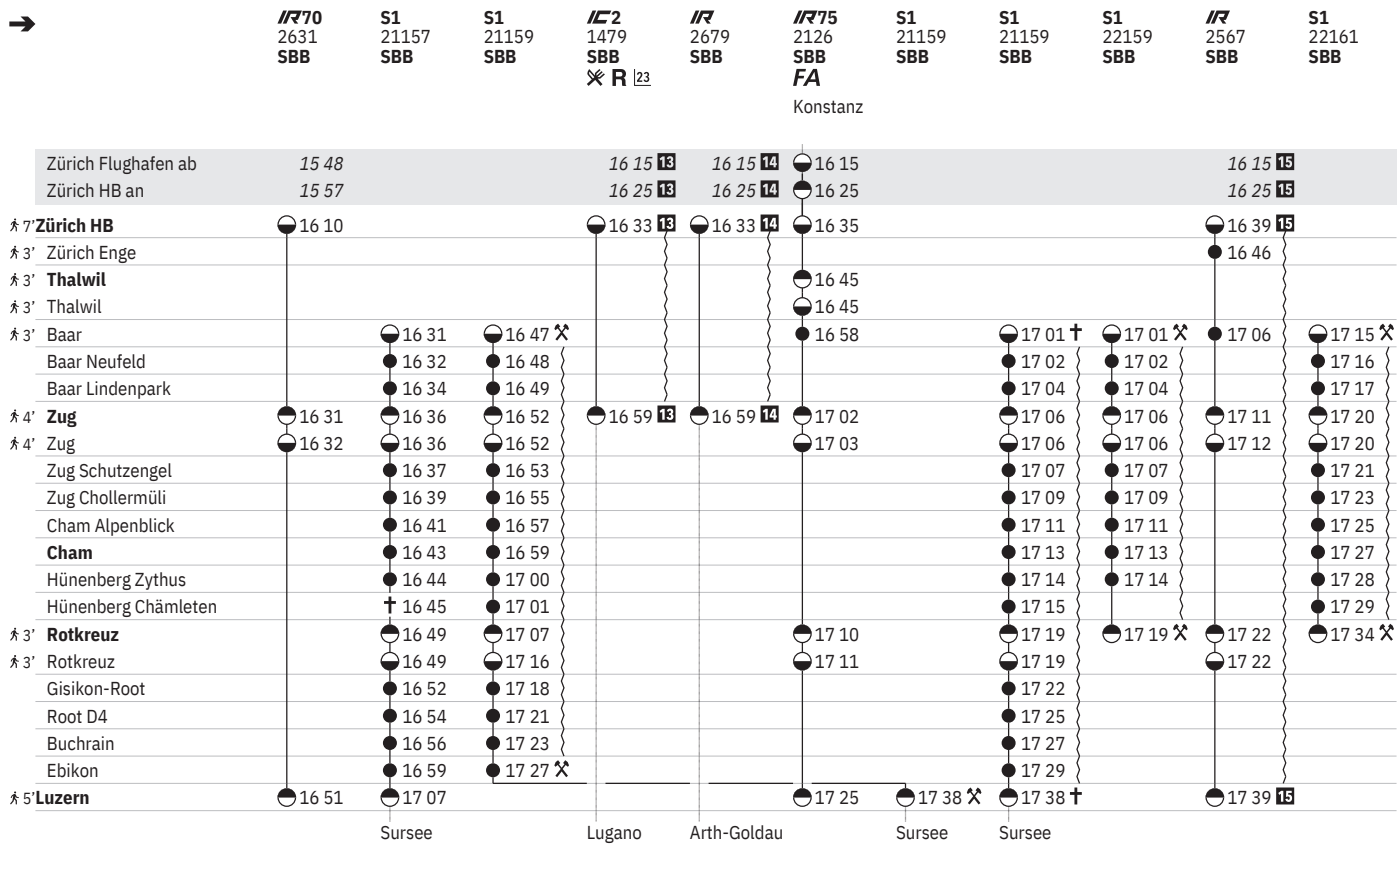 IR70 S1 S1 IC2 IR IR75 S1 S1 S1 IR S1
2631 21157 21159 1479 2679 2126 21159 21159 22159 2567 22161
SBB SBB SBB SBB SBB SBB SBB SBB SBB SBB SBB
R 23 FA
Konstanz
Zürich Flughafen ab 15 48 16 15 13 16 15 14 16 15 16 15 15
Zürich HB an 15 57 16 25 13 16 25 14 16 25 16 25 15
7’ Zürich HB 16 10 16 33 13 16 33 14 16 35 16 39 15
3’ Zürich Enge 16 46
3’ Thalwil 16 45
3’ Thalwil 16 45
3’ Baar 16 31 16 47 16 58 17 01 17 01 17 06 17 15
Baar Neufeld 16 32 16 48 17 02 17 02 17 16
Baar Lindenpark 16 34 16 49 17 04 17 04 17 17
4’ Zug 16 31 16 36 16 52 16 59 13 16 59 14 17 02 17 06 17 06 17 11 17 20
4’ Zug 16 32 16 36 16 52 17 03 17 06 17 06 17 12 17 20
Zug Schutzengel 16 37 16 53 17 07 17 07 17 21
Zug Chollermüli 16 39 16 55 17 09 17 09 17 23
Cham Alpenblick 16 41 16 57 17 11 17 11 17 25
Cham 16 43 16 59 17 13 17 13 17 27
Hünenberg Zythus 16 44 17 00 17 14 17 14 17 28
Hünenberg Chämleten 16 45 17 01 17 15 17 29
3’ Rotkreuz 16 49 17 07 17 10 17 19 17 19 17 22 17 34
3’ Rotkreuz 16 49 17 16 17 11 17 19 17 22
Gisikon-Root 16 52 17 18 17 22
Root D4 16 54 17 21 17 25
Buchrain 16 56 17 23 17 27
Ebikon 16 59 17 27 17 29
5’ Luzern 16 51 17 07 17 25 17 38 17 38 17 39 15
Sursee Lugano Arth-Goldau Sursee Sursee